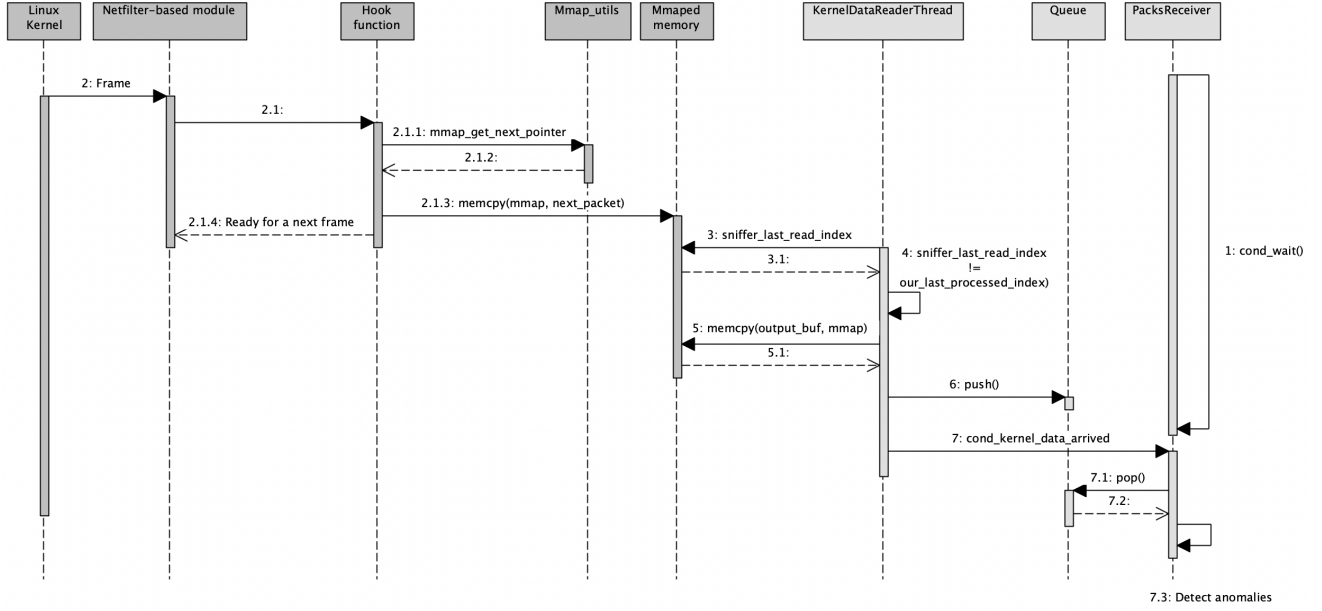 Linux
Kernel
Netfilter-based module
Hook
function
Mmap_utils
Mmaped
memory
KernelDataReaderThread
Queue
PacksReceiver
2: Frame
2.1:
2.1.1: mmap_get_next_pointer
2.1.2:
2.1.3: memcpy(mmap, next_packet)
2.1.4: Ready for a next frame
3: sniffer_last_read_index
3.1:
4: sniffer_last_read_index
!=
our_last_processed_index)
1: cond_wait()
5: memcpy(output_buf, mmap)
5.1:
6: push()
7: cond_kernel_data_arrived
7.1: pop()
7.2:
7.3: Detect anomalies